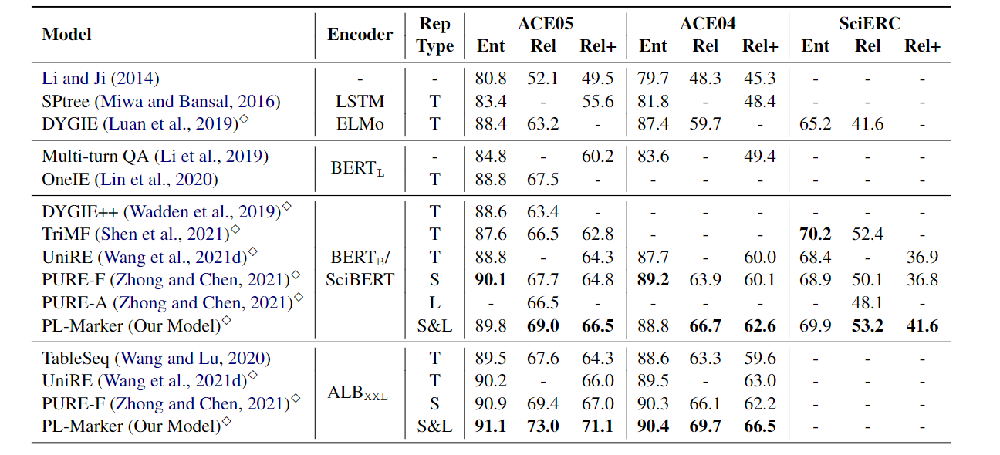 Model Encoder Rep Type ACE05 ACE04 SciERC
Ent Rel Rel+ Ent Rel Rel+ Ent Rel Rel+
Li and Ji (2014) - - 80.8 52.1 49.5 79.7 48.3 45.3 - - -
SPtree (Miwa and Bansal, 2016) LSTM T 83.4 - 55.6 81.8 - 48.4 - - -
DYGIE (Luan et al., 2019)◇ ELMo T 88.4 63.2 - 87.4 59.7 - 65.2 41.6 -
Multi-turn QA (Li et al., 2019) BERTL - 84.8 - 60.2 83.6 - 49.4 - - -
OneIE (Lin et al., 2020) T 88.8 67.5 - - - - - - -
DYGIE++ (Wadden et al., 2019)◇ T 88.6 63.4 - - - - - - -
TriMF (Shen et al., 2021)◇ T 87.6 66.5 62.8 - - - 70.2 52.4 -
UniRE (Wang et al., 2021d)◇ BERTB/ T 88.8 - 64.3 87.7 - 60.0 68.4 - 36.9
PURE-F (Zhong and Chen, 2021)◇ SciBERT S 90.1 67.7 64.8 89.2 63.9 60.1 68.9 50.1 36.8
PURE-A (Zhong and Chen, 2021)◇ L - 66.5 - - - - - 48.1 -
PL-Marker (Our Model)◇ S&L 89.8 69.0 66.5 88.8 66.7 62.6 69.9 53.2 41.6
TableSeq (Wang and Lu, 2020) T 89.5 67.6 64.3 88.6 63.3 59.6 - - -
UniRE (Wang et al., 2021d)◇ ALBXXL T 90.2 - 66.0 89.5 - 63.0 - - -
PURE-F (Zhong and Chen, 2021)◇ S 90.9 69.4 67.0 90.3 66.1 62.2 - - -
PL-Marker (Our Model)◇ S&L 91.1 73.0 71.1 90.4 69.7 66.5 - - -